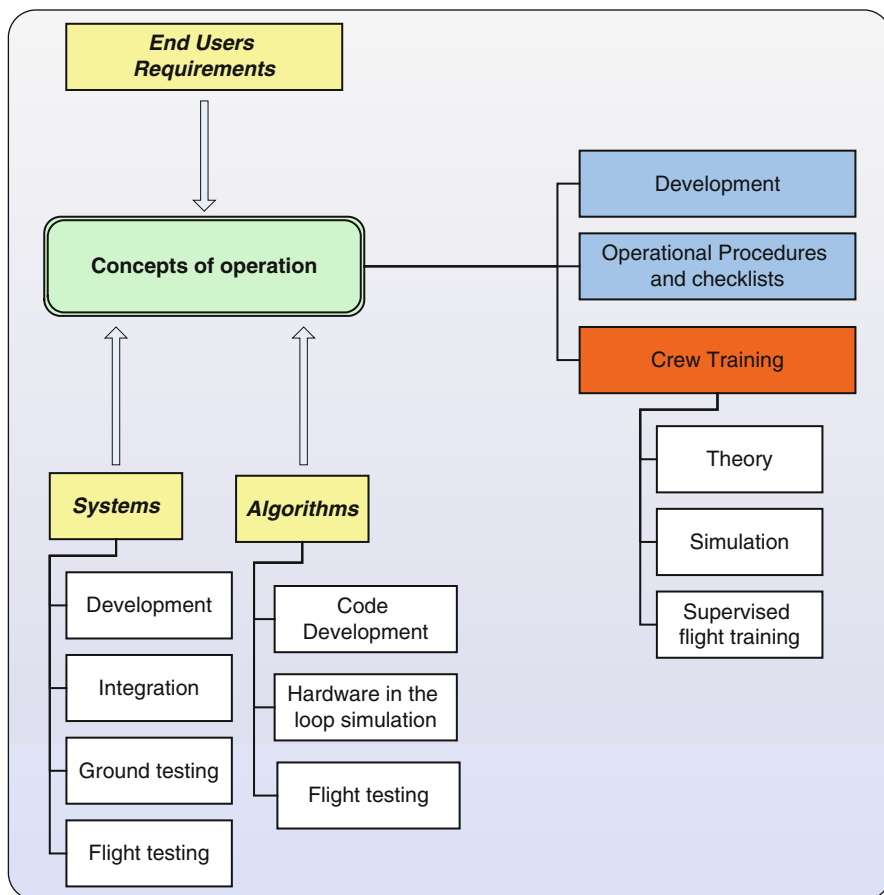 End Users
Requirements
Concepts of operation
Development
Operational Procedures
and checklists
Crew Training
Theory
Simulation
Supervised
flight training
Systems
Development
Integration
Ground testing
Flight testing
Algorithms
Code
Development
Hardware in the
loop simulation
Flight testing